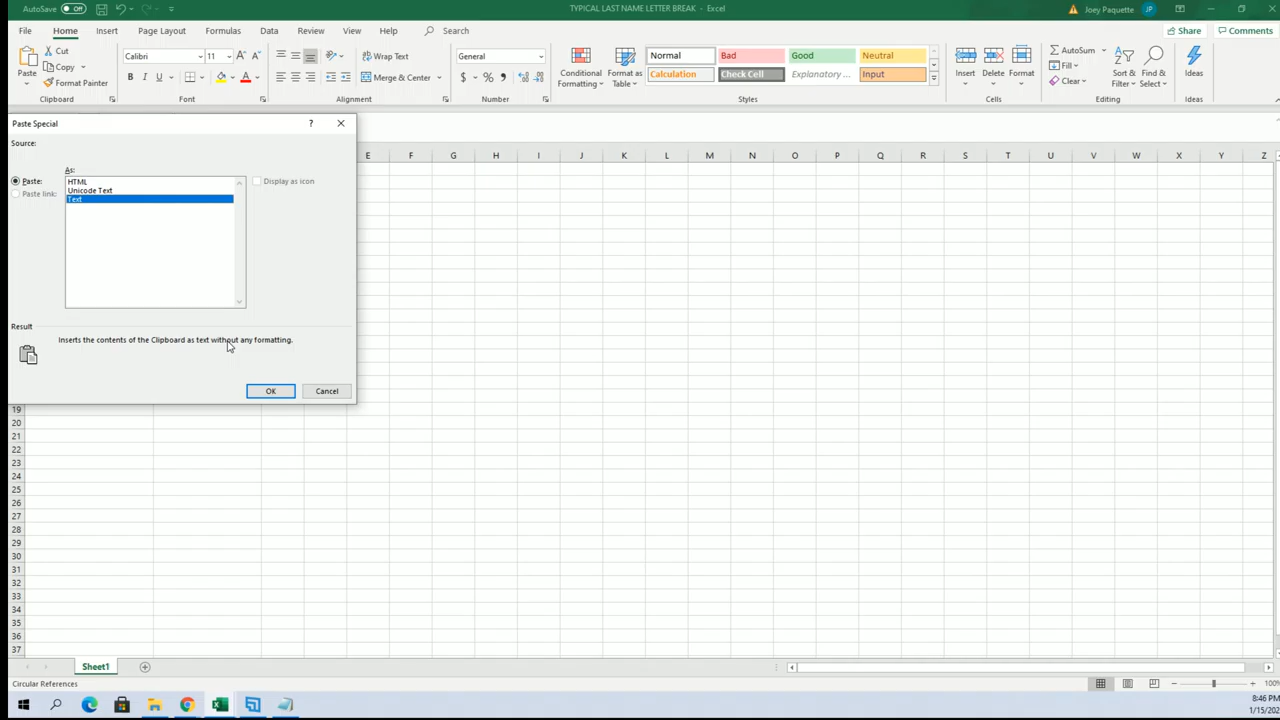 AutoSave Off TYPICAL LAST NAME LETTER BREAK - Excel Joey Paquette JP
File Home Insert Page Layout Formulas Data Review View Help Search Share Comments
Paste Cut Copy Format Painter
Calibri 11 B I U A A A
Wrap Text Merge & Center
General $ % ,
Conditional Formatting Format as Table
Normal Bad Good Neutral
Calculation Check Cell Explanatory ... Input
Insert Delete Format
AutoSum Fill Clear Sort & Filter Find & Select Ideas
Clipboard Font Alignment Number Styles Cells Editing Ideas
Paste Special ?
Source:
As:
Paste:
Paste link:
HTML
Unicode Text
Text
Display as icon
Result
Inserts the contents of the Clipboard as text without any formatting.
OK Cancel
E F G H I J K L M N O P Q R S T U V W X Y Z
19
20
21
22
23
24
25
26
27
28
29
30
31
32
33
34
35
36
37
Sheet1
Circular References 100%
8:46 PM
1/15/202